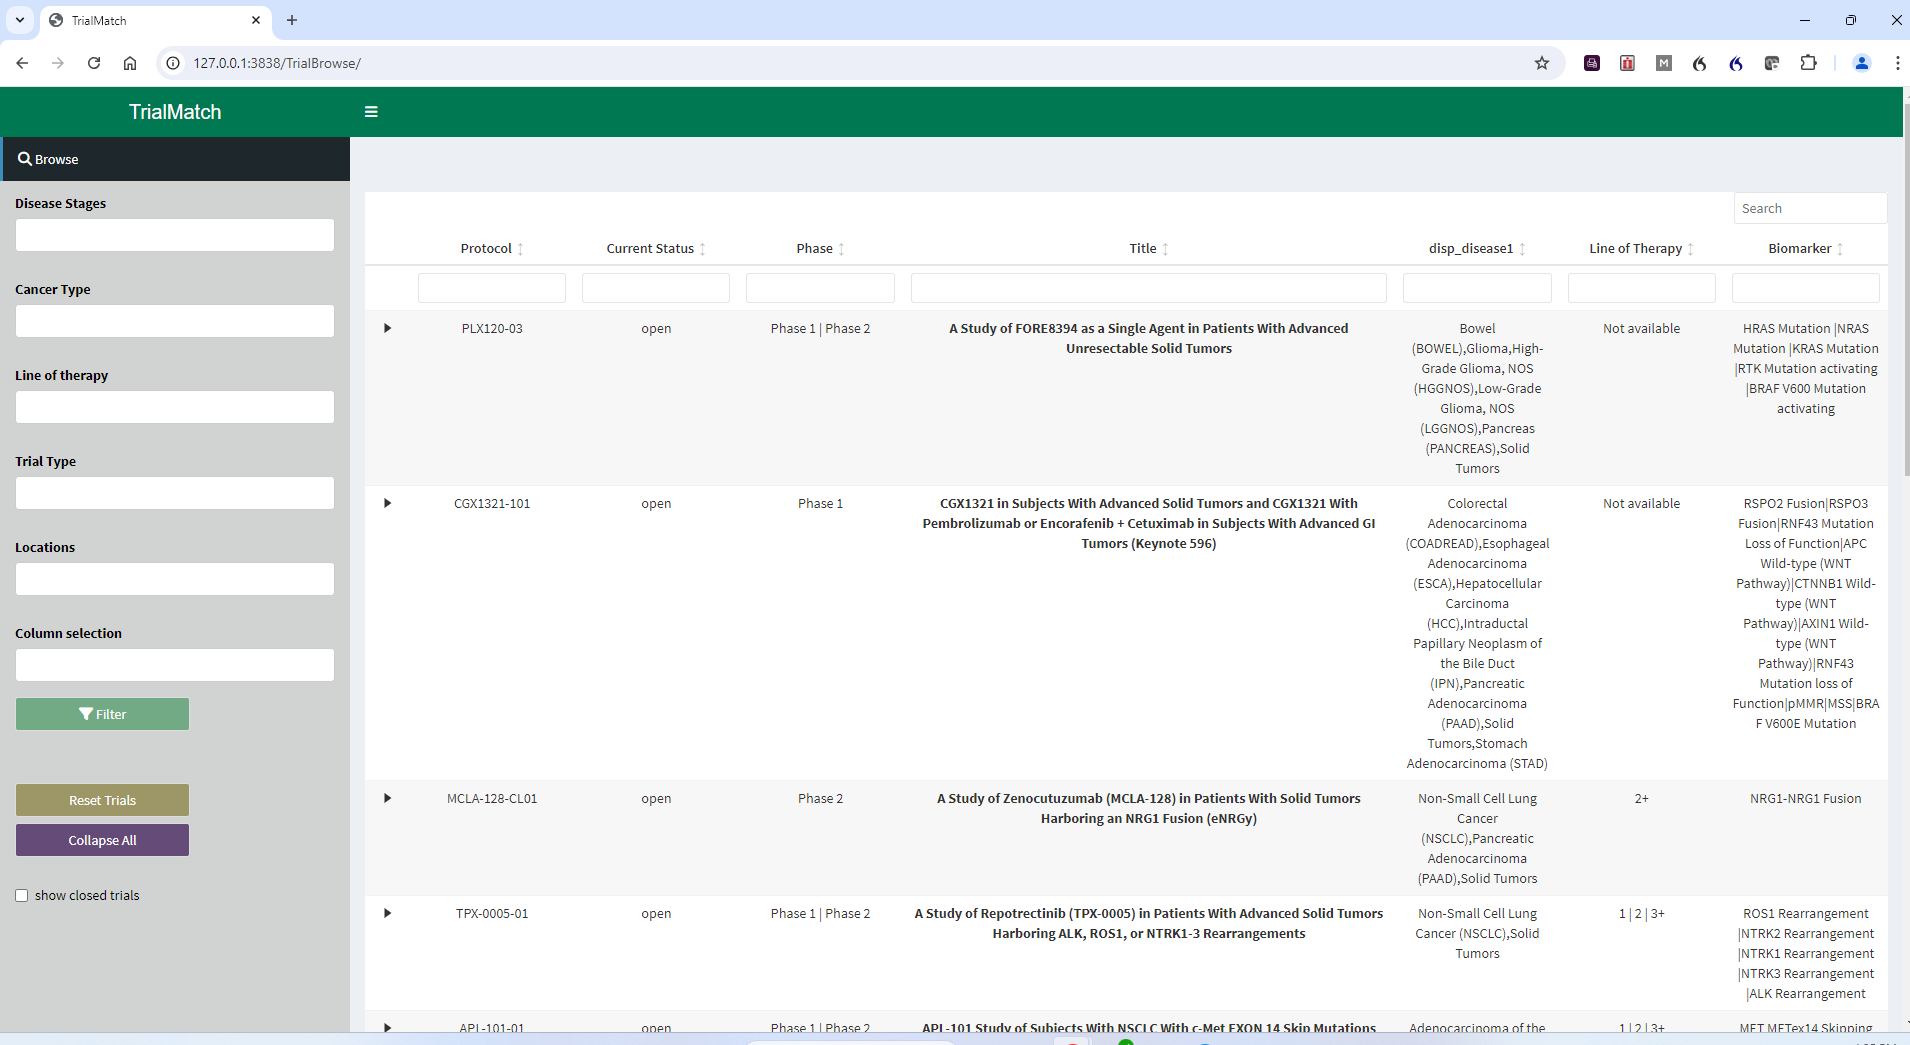 TrialMatch
127.0.0.1:3838/TrialBrowse/
TrialMatch
Browse
Disease Stages
Cancer Type
Line of therapy
Trial Type
Locations
Column selection
Filter
Reset Trials
Collapse All
show closed trials
Search
Protocol Current Status Phase Title disp_disease1 Line of Therapy Biomarker
PLX120-03
open
Phase 1 | Phase 2
A Study of FORE8394 as a Single Agent in Patients With Advanced
Unresectable Solid Tumors
Bowel
(BOWEL),Glioma,High-
Grade Glioma, NOS
(HGGNOS),Low-Grade
Glioma, NOS
(LGGNOS),Pancreas
(PANCREAS),Solid
Tumors
Not available
HRAS Mutation |NRAS
Mutation |KRAS Mutation
|RTK Mutation activating
|BRAF V600 Mutation
activating
CGX1321-101
open
Phase 1
CGX1321 in Subjects With Advanced Solid Tumors and CGX1321 With
Pembrolizumab or Encorafenib + Cetuximab in Subjects With Advanced GI
Tumors (Keynote 596)
Colorectal
Adenocarcinoma
(COADREAD),Esophageal
Adenocarcinoma
(ESCA),Hepatocellular
Carcinoma
(HCC),Intraductal
Papillary Neoplasm of
the Bile Duct
(IPN),Pancreatic
Adenocarcinoma
(PAAD),Solid
Tumors,Stomach
Adenocarcinoma (STAD)
Not available
RSPO2 Fusion|RSPO3
Fusion|RNF43 Mutation
Loss of Function|APC
Wild-type (WNT
Pathway)|CTNNB1 Wild-
type (WNT
Pathway)|AXIN1 Wild-
type (WNT
Pathway)|RNF43
Mutation loss of
Function|pMMR|MSS|BRA
F V600E Mutation
MCLA-128-CL01
open
Phase 2
A Study of Zenocutuzumab (MCLA-128) in Patients With Solid Tumors
Harboring an NRG1 Fusion (eNRGy)
Non-Small Cell Lung
Cancer
(NSCLC),Pancreatic
Adenocarcinoma
(PAAD),Solid Tumors
2+
NRG1-NRG1 Fusion
TPX-0005-01
open
Phase 1 | Phase 2
A Study of Repotrectinib (TPX-0005) in Patients With Advanced Solid Tumors
Harboring ALK, ROS1, or NTRK1-3 Rearrangements
Non-Small Cell Lung
Cancer (NSCLC),Solid
Tumors
1 | 2 | 3+
ROS1 Rearrangement
|NTRK2 Rearrangement
|NTRK1 Rearrangement
|NTRK3 Rearrangement
|ALK Rearrangement
APL-101-01
open
Phase 1 | Phase 2
APL-101 Study of Subjects With NSCLC With c-Met EXON 14 Skip Mutations
Adenocarcinoma of the
1 | 2 | 3+
MET METex14 Skipping